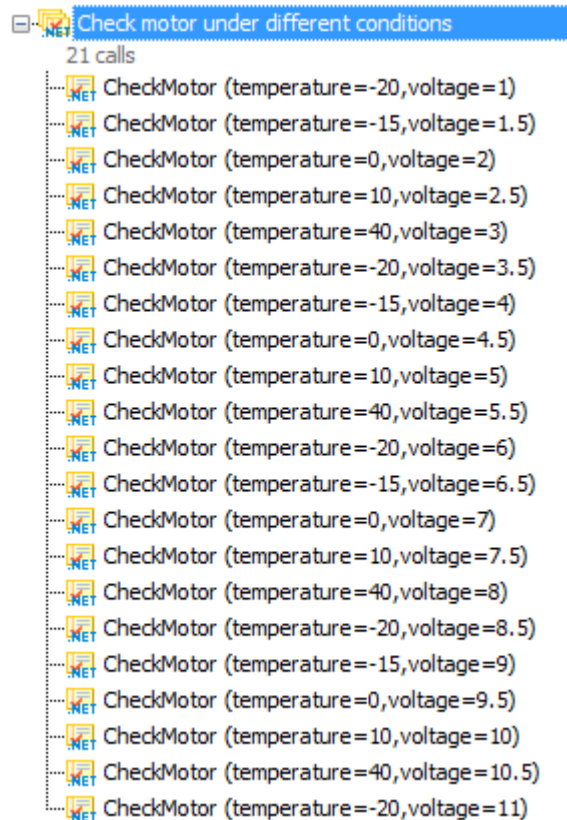 Check motor under different conditions
21 calls
CheckMotor (temperature=-20,voltage=1)
CheckMotor (temperature=-15,voltage=1.5)
CheckMotor (temperature=0,voltage=2)
CheckMotor (temperature=10,voltage=2.5)
CheckMotor (temperature=40,voltage=3)
CheckMotor (temperature=-20,voltage=3.5)
CheckMotor (temperature=-15,voltage=4)
CheckMotor (temperature=0,voltage=4.5)
CheckMotor (temperature=10,voltage=5)
CheckMotor (temperature=40,voltage=5.5)
CheckMotor (temperature=-20,voltage=6)
CheckMotor (temperature=-15,voltage=6.5)
CheckMotor (temperature=0,voltage=7)
CheckMotor (temperature=10,voltage=7.5)
CheckMotor (temperature=40,voltage=8)
CheckMotor (temperature=-20,voltage=8.5)
CheckMotor (temperature=-15,voltage=9)
CheckMotor (temperature=0,voltage=9.5)
CheckMotor (temperature=10,voltage=10)
CheckMotor (temperature=40,voltage=10.5)
CheckMotor (temperature=-20,voltage=11)